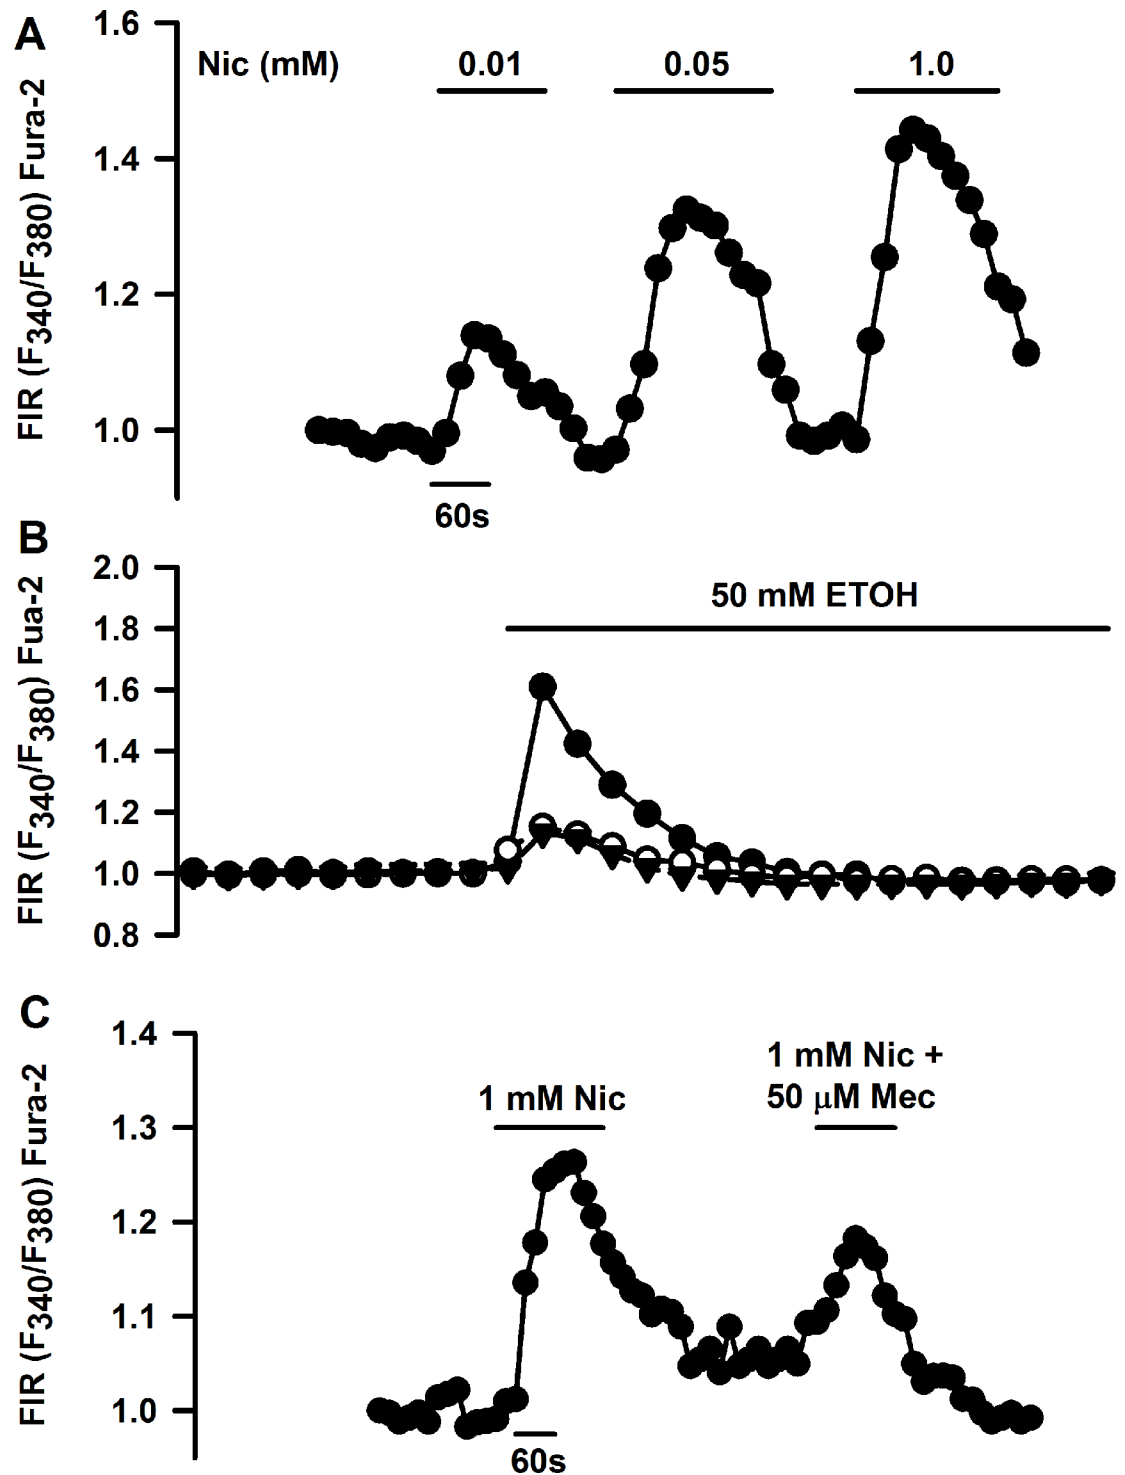 A
1.6
Nic (mM) 0.01 0.05 1.0
1.4
1.2
1.0
FIR (F340/F380) Fura-2
60s
B
2.0
50 mM ETOH
1.8
1.6
1.4
1.2
1.0
0.8
FIR (F340/F380) Fua-2
C
1.4
1 mM Nic +
1 mM Nic 50 μM Mec
1.3
1.2
1.1
1.0
FIR (F340/F380) Fura-2
60s